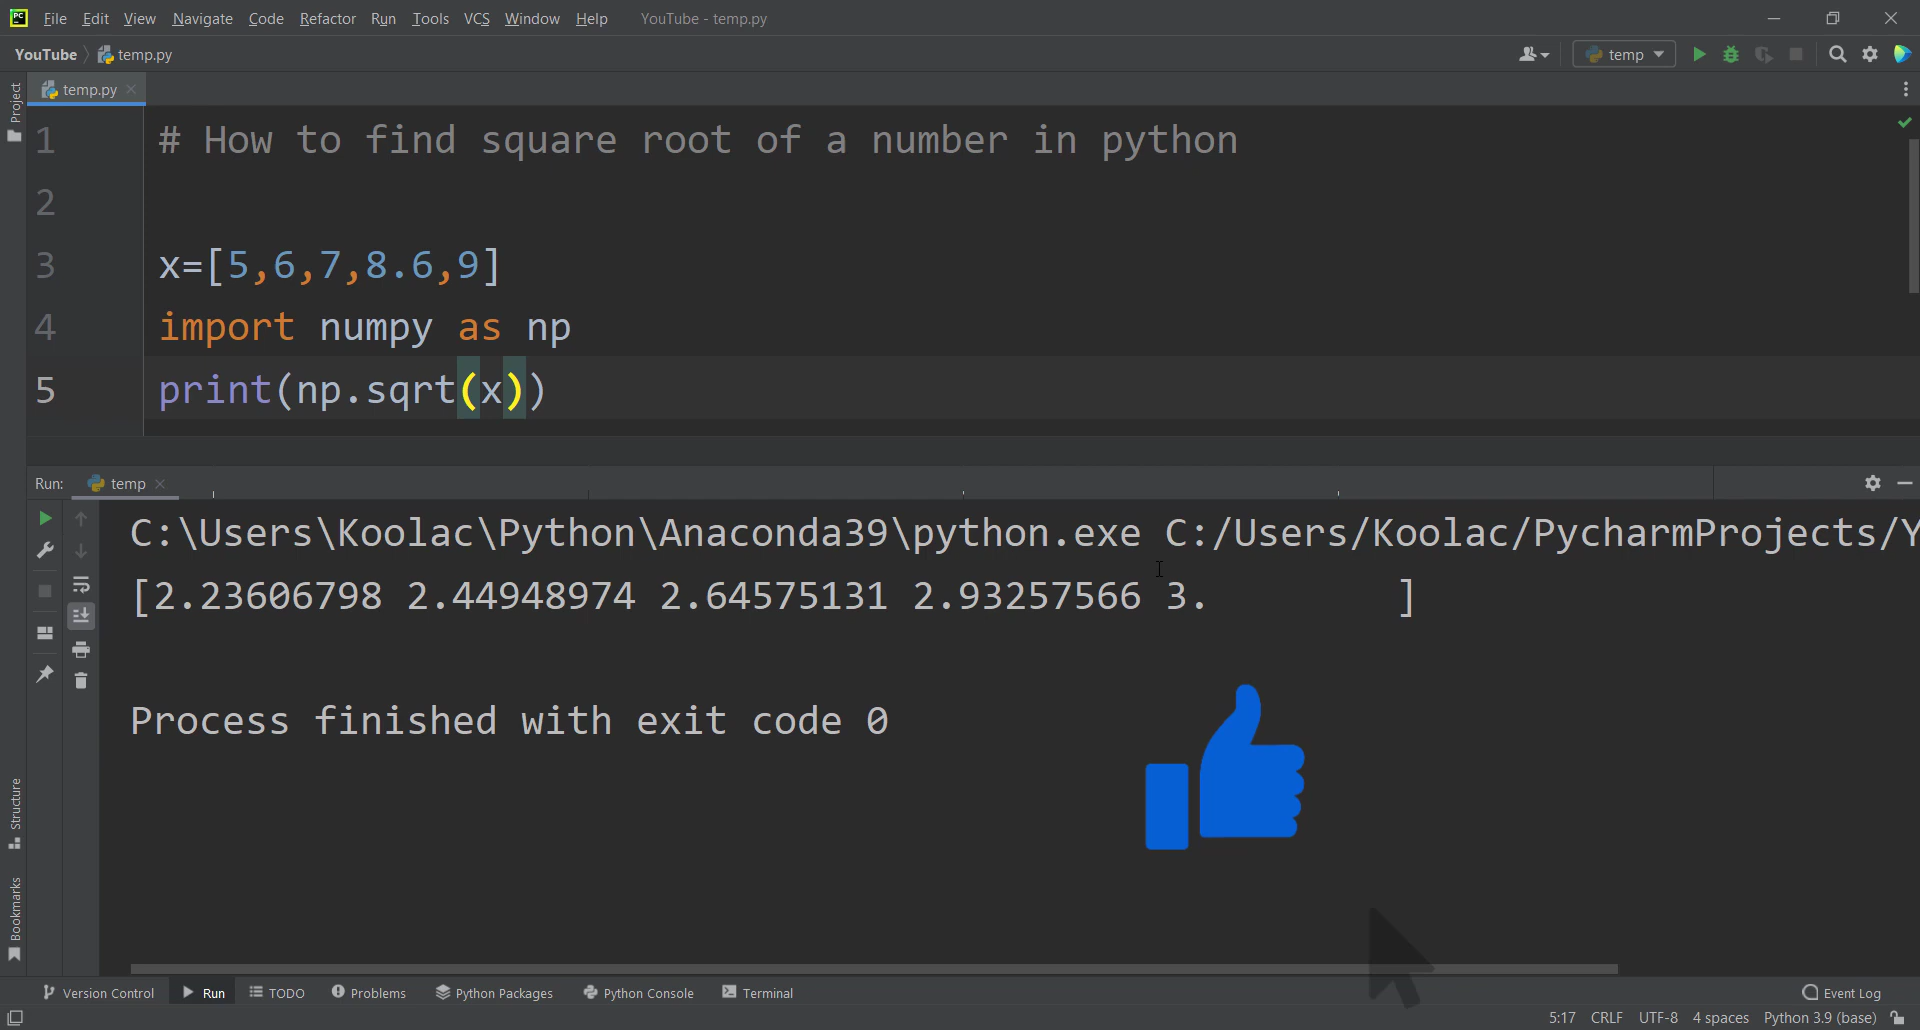 PC File Edit View Navigate Code Refactor Run Tools VCS Window Help YouTube - temp.py
YouTube temp.py temp
Project
temp.py
1 # How to find square root of a number in python
2
3 x=[5,6,7,8.6,9]
4 import numpy as np
5 print(np.sqrt(x))
Run: temp
C:\Users\Koolac\Python\Anaconda39\python.exe C:/Users/Koolac/PycharmProjects/Y
[2.23606798 2.44948974 2.64575131 2.93257566 3.        ]
Process finished with exit code 0
Structure
Bookmarks
Version Control Run TODO Problems Python Packages Python Console Terminal Event Log
5:17 CRLF UTF-8 4 spaces Python 3.9 (base)